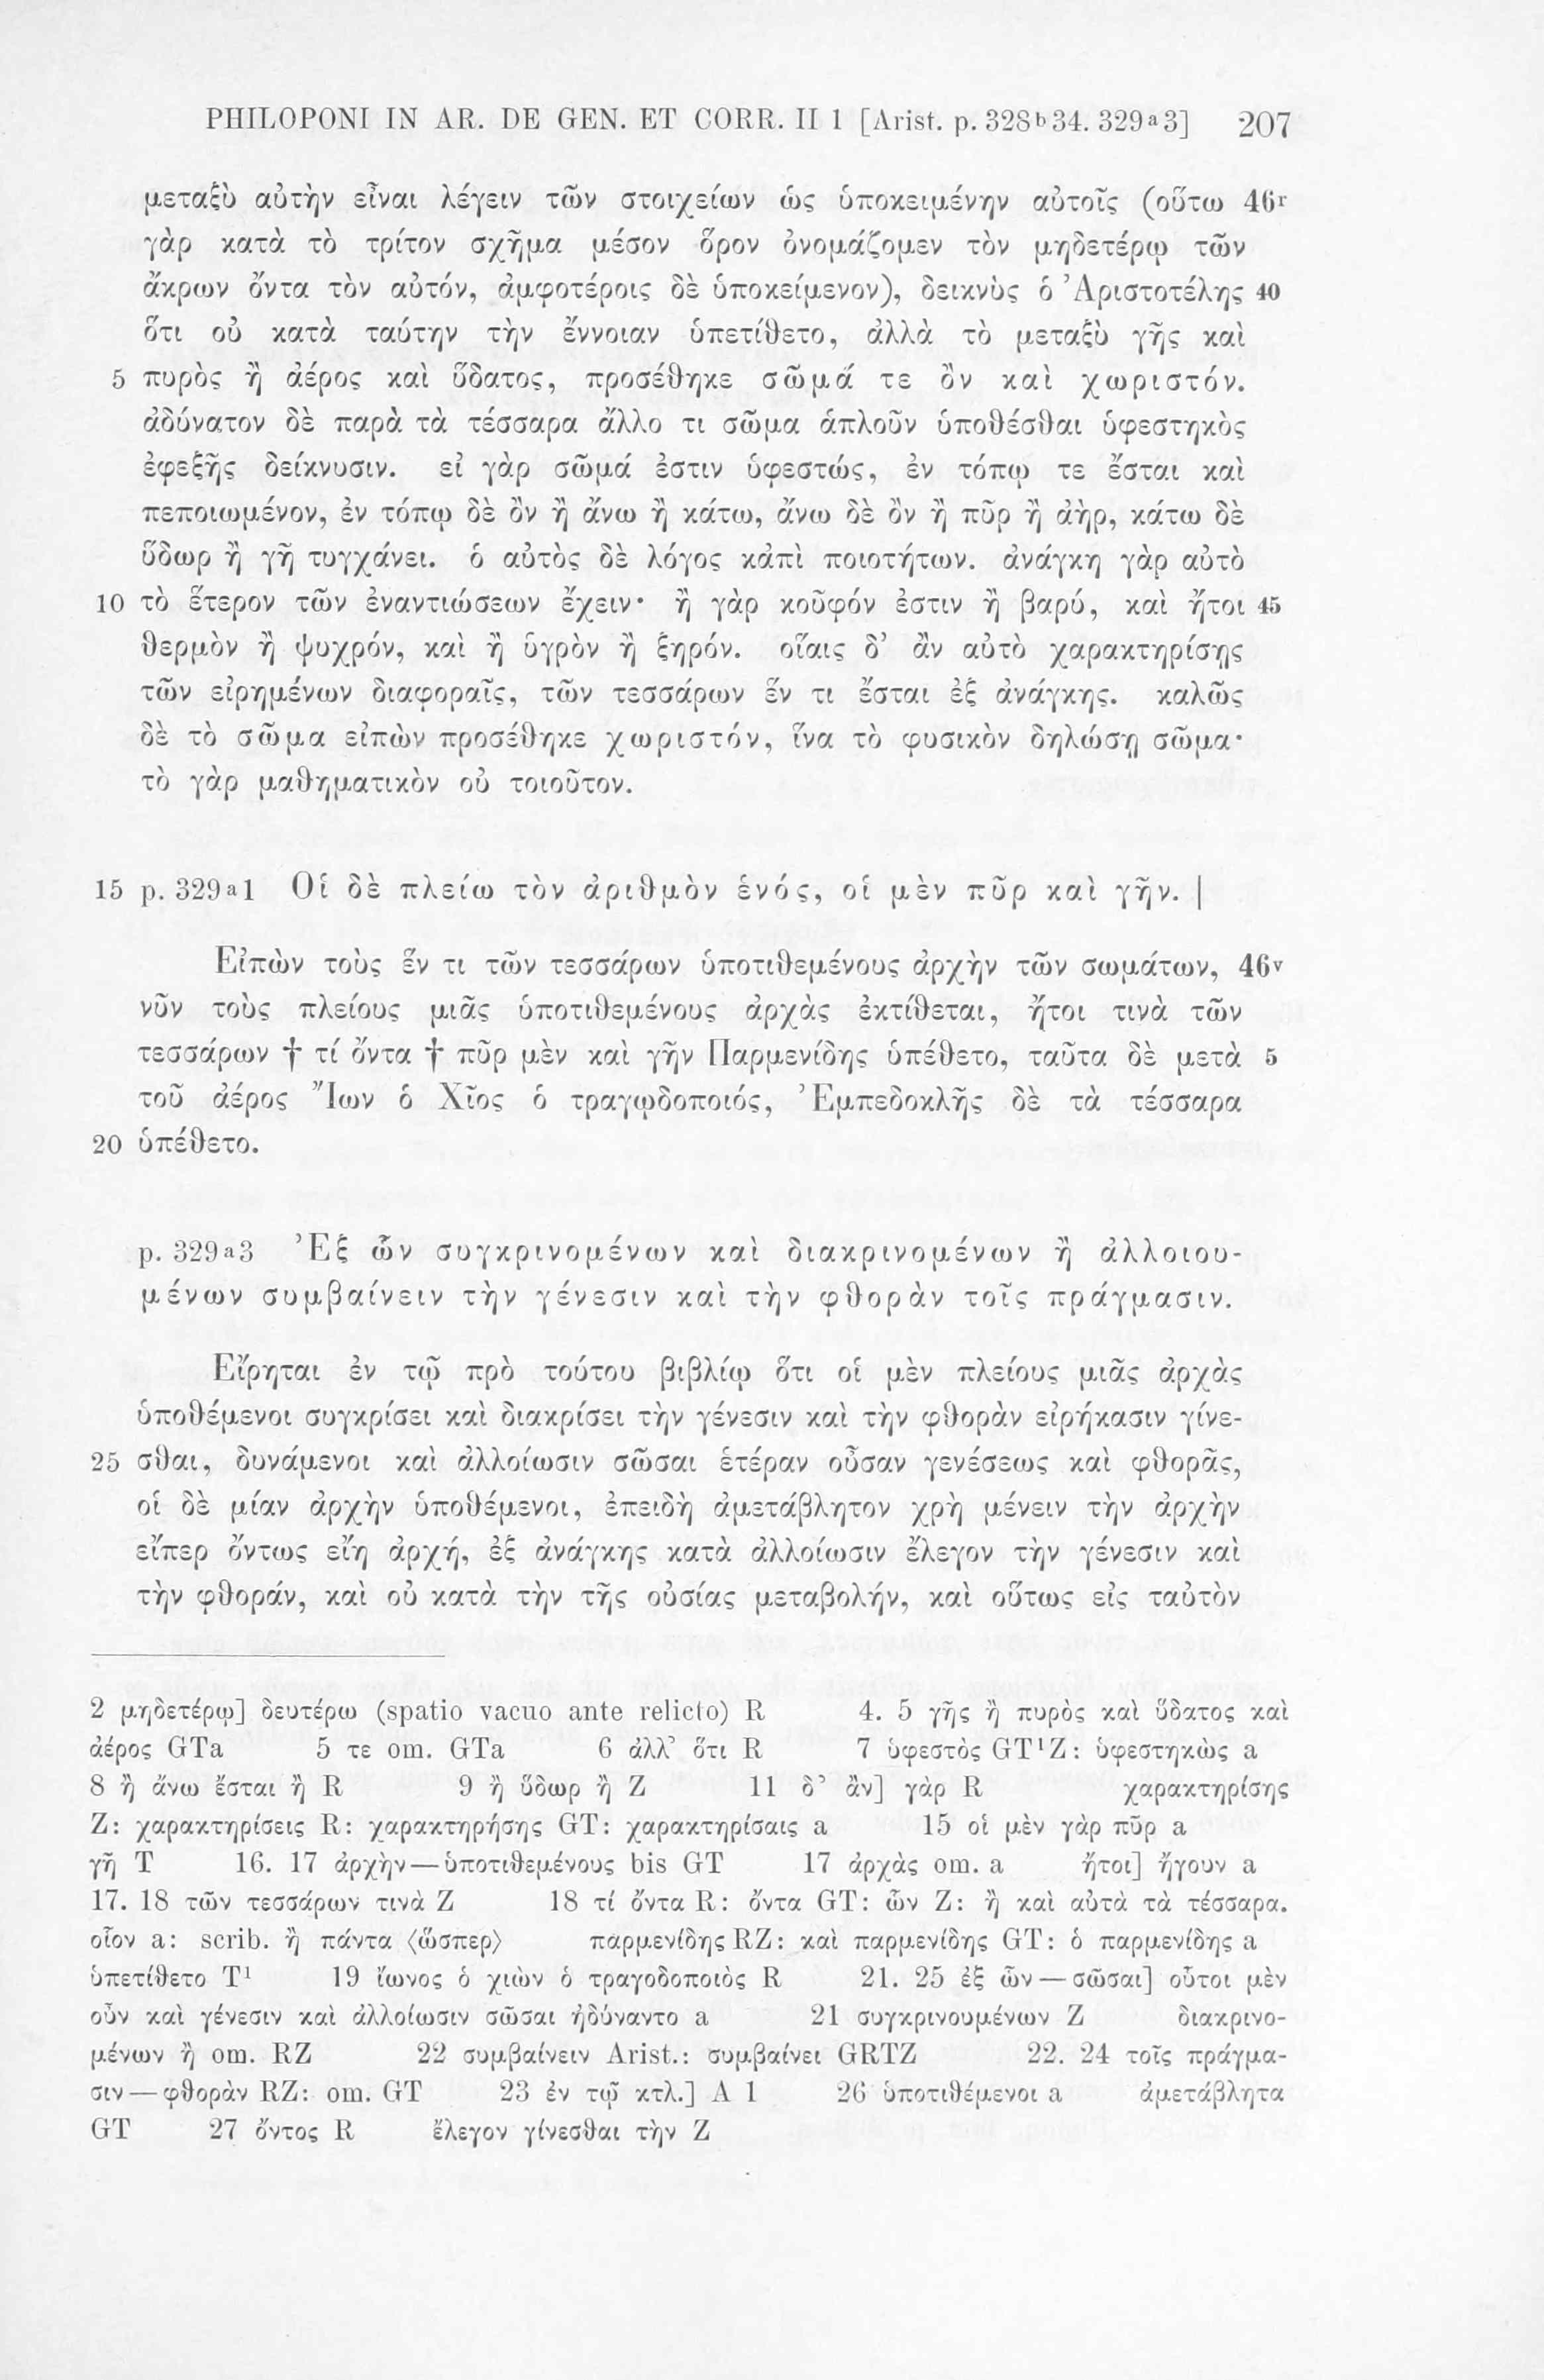 PHILOPONI IN AR. DE GEN. ET CORR. II 1 [Arist. p. 328ᵇ34. 329ᵃ3] 207
μεταξὺ αὐτὴν εἶναι λέγειν τῶν στοιχείων ὡς ὑποκειμένην αὐτοῖς (οὕτω 46ʳ
γὰρ κατὰ τὸ τρίτον σχῆμα μέσον ὅρον ὀνομάζομεν τὸν μηδετέρῳ τῶν
ἄκρων ὄντα τὸν αὐτόν, ἀμφοτέροις δὲ ὑποκείμενον), δεικνὺς ὁ Ἀριστοτέλης 40
ὅτι οὐ κατὰ ταύτην τὴν ἔννοιαν ὑπετίθετο, ἀλλὰ τὸ μεταξὺ γῆς καὶ
5 πυρὸς ἢ ἀέρος καὶ ὕδατος, προσέθηκε σῶμά τε ὂν καὶ χωριστόν.
ἀδύνατον δὲ παρὰ τὰ τέσσαρα ἄλλο τι σῶμα ἁπλοῦν ὑποθέσθαι ὑφεστηκὸς
ἐφεξῆς δείκνυσιν. εἰ γὰρ σῶμά ἐστιν ὑφεστώς, ἐν τόπῳ τε ἔσται καὶ
πεποιωμένον, ἐν τόπῳ δὲ ὂν ἢ ἄνω ἢ κάτω, ἄνω δὲ ὂν ἢ πῦρ ἢ ἀήρ, κάτω δὲ
ὕδωρ ἢ γῆ τυγχάνει. ὁ αὐτὸς δὲ λόγος κἀπὶ ποιοτήτων. ἀνάγκη γὰρ αὐτὸ
10 τὸ ἕτερον τῶν ἐναντιώσεων ἔχειν· ἢ γὰρ κοῦφόν ἐστιν ἢ βαρύ, καὶ ἤτοι 45
θερμὸν ἢ ψυχρόν, καὶ ἢ ὑγρὸν ἢ ξηρόν. οἵαις δ’ ἂν αὐτὸ χαρακτηρίσῃς
τῶν εἰρημένων διαφοραῖς, τῶν τεσσάρων ἕν τι ἔσται ἐξ ἀνάγκης. καλῶς
δὲ τὸ σῶμα εἰπὼν προσέθηκε χωριστόν, ἵνα τὸ φυσικὸν δηλώσῃ σῶμα·
τὸ γὰρ μαθηματικὸν οὐ τοιοῦτον.
15 p. 329ᵃ1 Οἱ δὲ πλείω τὸν ἀριθμὸν ἑνός, οἱ μὲν πῦρ καὶ γῆν. |
Εἰπὼν τοὺς ἕν τι τῶν τεσσάρων ὑποτιθεμένους ἀρχὴν τῶν σωμάτων, 46ᵛ
νῦν τοὺς πλείους μιᾶς ὑποτιθεμένους ἀρχὰς ἐκτίθεται, ἤτοι τινὰ τῶν
τεσσάρων † τί ὄντα † πῦρ μὲν καὶ γῆν Παρμενίδης ὑπέθετο, ταῦτα δὲ μετὰ 5
τοῦ ἀέρος Ἴων ὁ Χῖος ὁ τραγῳδοποιός, Ἐμπεδοκλῆς δὲ τὰ τέσσαρα
20 ὑπέθετο.
p. 329ᵃ3 Ἐξ ὧν συγκρινομένων καὶ διακρινομένων ἢ ἀλλοιου-
μένων συμβαίνειν τὴν γένεσιν καὶ τὴν φθορὰν τοῖς πράγμασιν.
Εἴρηται ἐν τῷ πρὸ τούτου βιβλίῳ ὅτι οἱ μὲν πλείους μιᾶς ἀρχὰς
ὑποθέμενοι συγκρίσει καὶ διακρίσει τὴν γένεσιν καὶ τὴν φθορὰν εἰρήκασιν γίνε-
25 σθαι, δυνάμενοι καὶ ἀλλοίωσιν σῶσαι ἑτέραν οὖσαν γενέσεως καὶ φθορᾶς,
οἱ δὲ μίαν ἀρχὴν ὑποθέμενοι, ἐπειδὴ ἀμετάβλητον χρὴ μένειν τὴν ἀρχὴν
εἴπερ ὄντως εἴη ἀρχή, ἐξ ἀνάγκης κατὰ ἀλλοίωσιν ἔλεγον τὴν γένεσιν καὶ
τὴν φθοράν, καὶ οὐ κατὰ τὴν τῆς οὐσίας μεταβολήν, καὶ οὕτως εἰς ταὐτὸν
2 μηδετέρῳ] δευτέρω (spatio vacuo ante relicto) R 4. 5 γῆς ἢ πυρὸς καὶ ὕδατος καὶ
ἀέρος GTa 5 τε om. GTa 6 ἀλλ’ ὅτι R 7 ὑφεστὸς GT¹Z: ὑφεστηκὼς a
8 ἢ ἄνω ἔσται ἢ R 9 ἢ ὕδωρ ἢ Z 11 δ’ ἂν] γὰρ R χαρακτηρίσης
Z: χαρακτηρίσεις R: χαρακτηρήσης GT: χαρακτηρίσαις a 15 οἱ μὲν γὰρ πῦρ a
γῆ T 16. 17 ἀρχὴν—ὑποτιθεμένους bis GT 17 ἀρχὰς om. a ἤτοι] ἤγουν a
17. 18 τῶν τεσσάρων τινὰ Z 18 τί ὄντα R: ὄντα GT: ὧν Z: ἢ καὶ αὐτὰ τὰ τέσσαρα.
οἷον a: scrib. ἢ πάντα ⟨ὥσπερ⟩ παρμενίδης RZ: καὶ παρμενίδης GT: ὁ παρμενίδης a
ὑπετίθετο T¹ 19 ἴωνος ὁ χιὼν ὁ τραγοδοποιὸς R 21. 25 ἐξ ὧν—σῶσαι] οὗτοι μὲν
οὖν καὶ γένεσιν καὶ ἀλλοίωσιν σῶσαι ἠδύναντο a 21 συγκρινουμένων Z διακρινο-
μένων ἢ om. RZ 22 συμβαίνειν Arist.: συμβαίνει GRTZ 22. 24 τοῖς πράγμα-
σιν—φθορὰν RZ: om. GT 23 ἐν τῷ κτλ.] A 1 26 ὑποτιθέμενοι a ἀμετάβλητα
GT 27 ὄντος R ἔλεγον γίνεσθαι τὴν Z